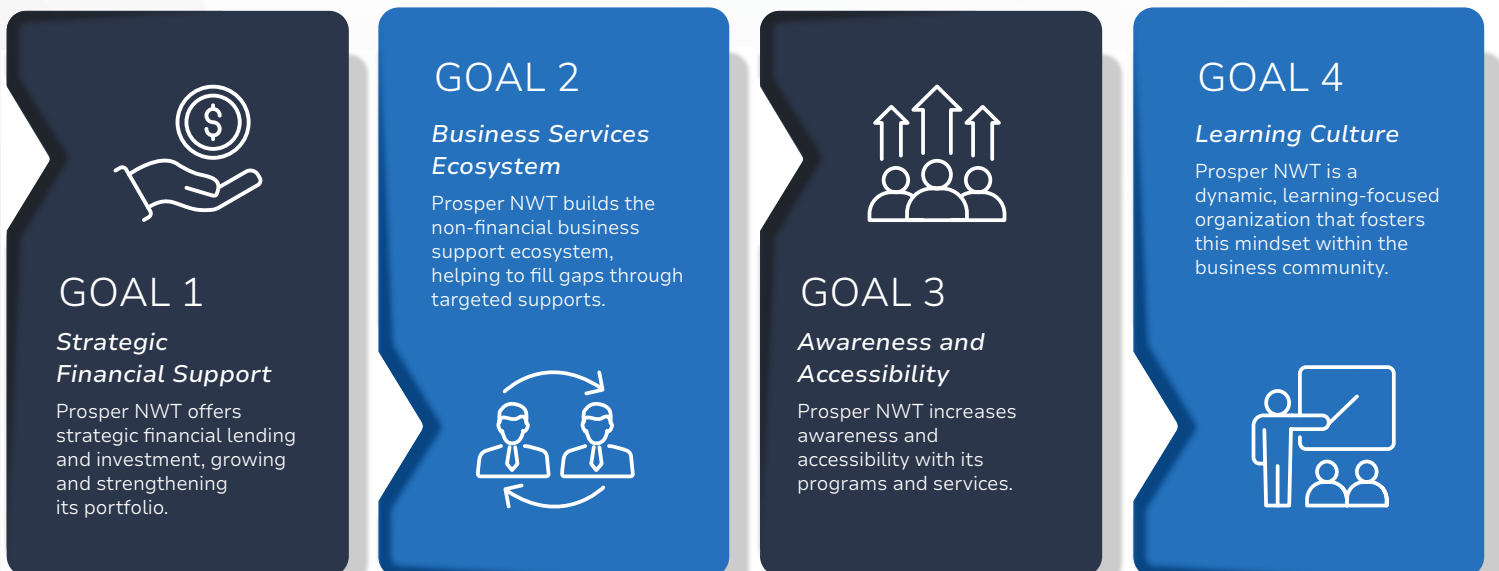 GOAL 1
Strategic
Financial Support
Prosper NWT offers
strategic financial lending
and investment, growing
and strengthening
its portfolio.
GOAL 2
Business Services
Ecosystem
Prosper NWT builds the
non-financial business
support ecosystem,
helping to fill gaps through
targeted supports.
GOAL 3
Awareness and
Accessibility
Prosper NWT increases
awareness and
accessibility with its
programs and services.
GOAL 4
Learning Culture
Prosper NWT is a
dynamic, learning-focused
organization that fosters
this mindset within the
business community.